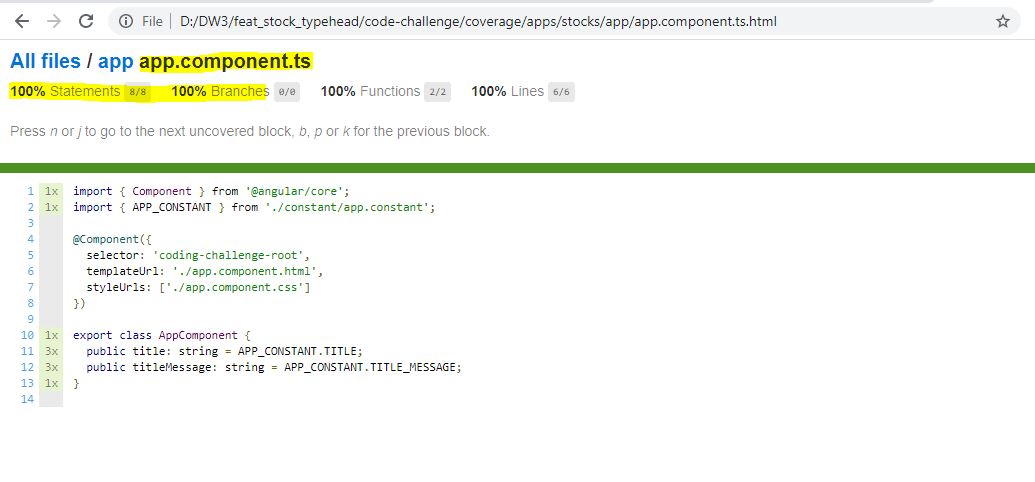 File D:/DW3/feat_stock_typehead/code-challenge/coverage/apps/stocks/app/app.component.ts.html
All files / app app.component.ts
100% Statements 8/8 100% Branches 0/0 100% Functions 2/2 100% Lines 6/6
Press n or j to go to the next uncovered block, b, p or k for the previous block.
1 1x import { Component } from '@angular/core';
2 1x import { APP_CONSTANT } from './constant/app.constant';
3
4 @Component({
5 selector: 'coding-challenge-root',
6 templateUrl: './app.component.html',
7 styleUrls: ['./app.component.css']
8 })
9
10 1x export class AppComponent {
11 3x public title: string = APP_CONSTANT.TITLE;
12 3x public titleMessage: string = APP_CONSTANT.TITLE_MESSAGE;
13 1x }
14